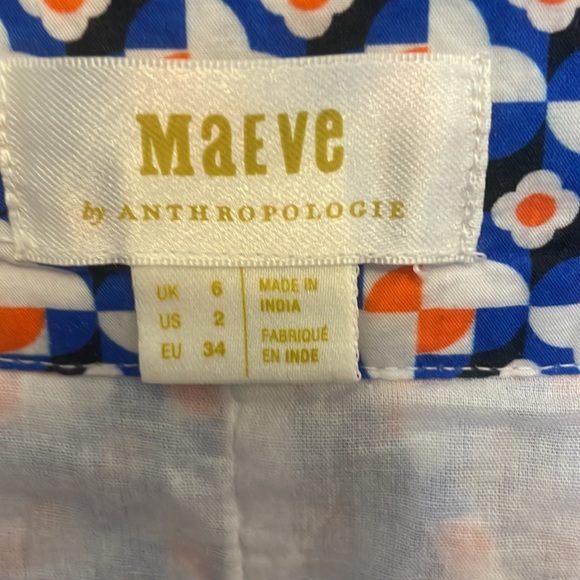 MaEVe
by ANTHROPOLOGIE
UK 6
US 2
EU 34
MADE IN
INDIA
FABRIQUÉ
EN INDE